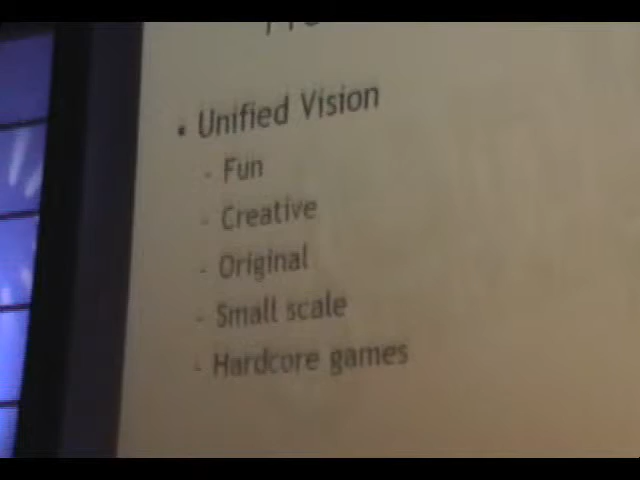 • Unified Vision
- Fun
- Creative
- Original
- Small scale
- Hardcore games